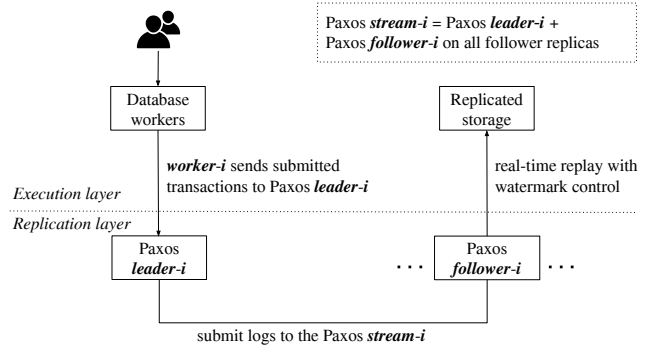 Paxos stream-i = Paxos leader-i +
Paxos follower-i on all follower replicas
Database
workers
Replicated
storage
worker-i sends submitted
transactions to Paxos leader-i
real-time replay with
watermark control
Execution layer
Replication layer
Paxos
leader-i
. . .
Paxos
follower-i
. . .
submit logs to the Paxos stream-i